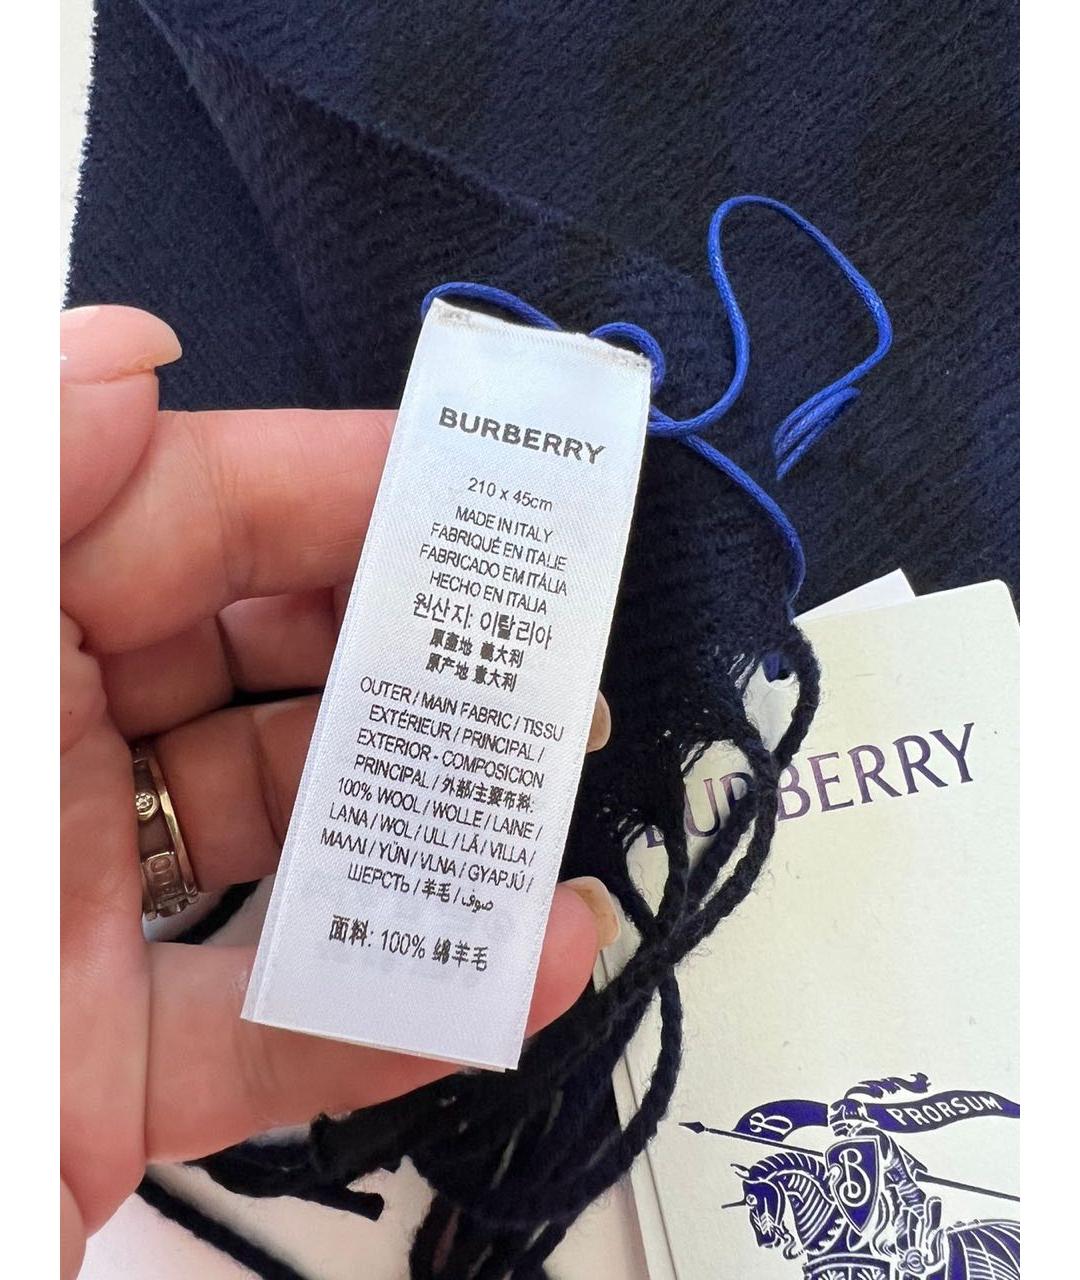 BURBERRY
210 x 45cm
MADE IN ITALY
FABRIQUÉ EN ITALIE
FABRICADO EM ITÁLIA
HECHO EN ITALIA
원산지: 이탈리아
原產地 義大利
原产地 意大利
OUTER / MAIN FABRIC / TISSU
EXTÉRIEUR / PRINCIPAL /
EXTERIOR - COMPOSICION
PRINCIPAL / 外部/主要布料:
100% WOOL / WOLLE / LAINE /
LANA / WOL / ULL / LÃ / VILLA /
ΜΑΛΛΙ / YÜN / VLNA / GYAPJÚ /
ШЕРСТЬ / 羊毛 / صوف
面料: 100% 绵羊毛
BURBERRY
B PRORSUM
B